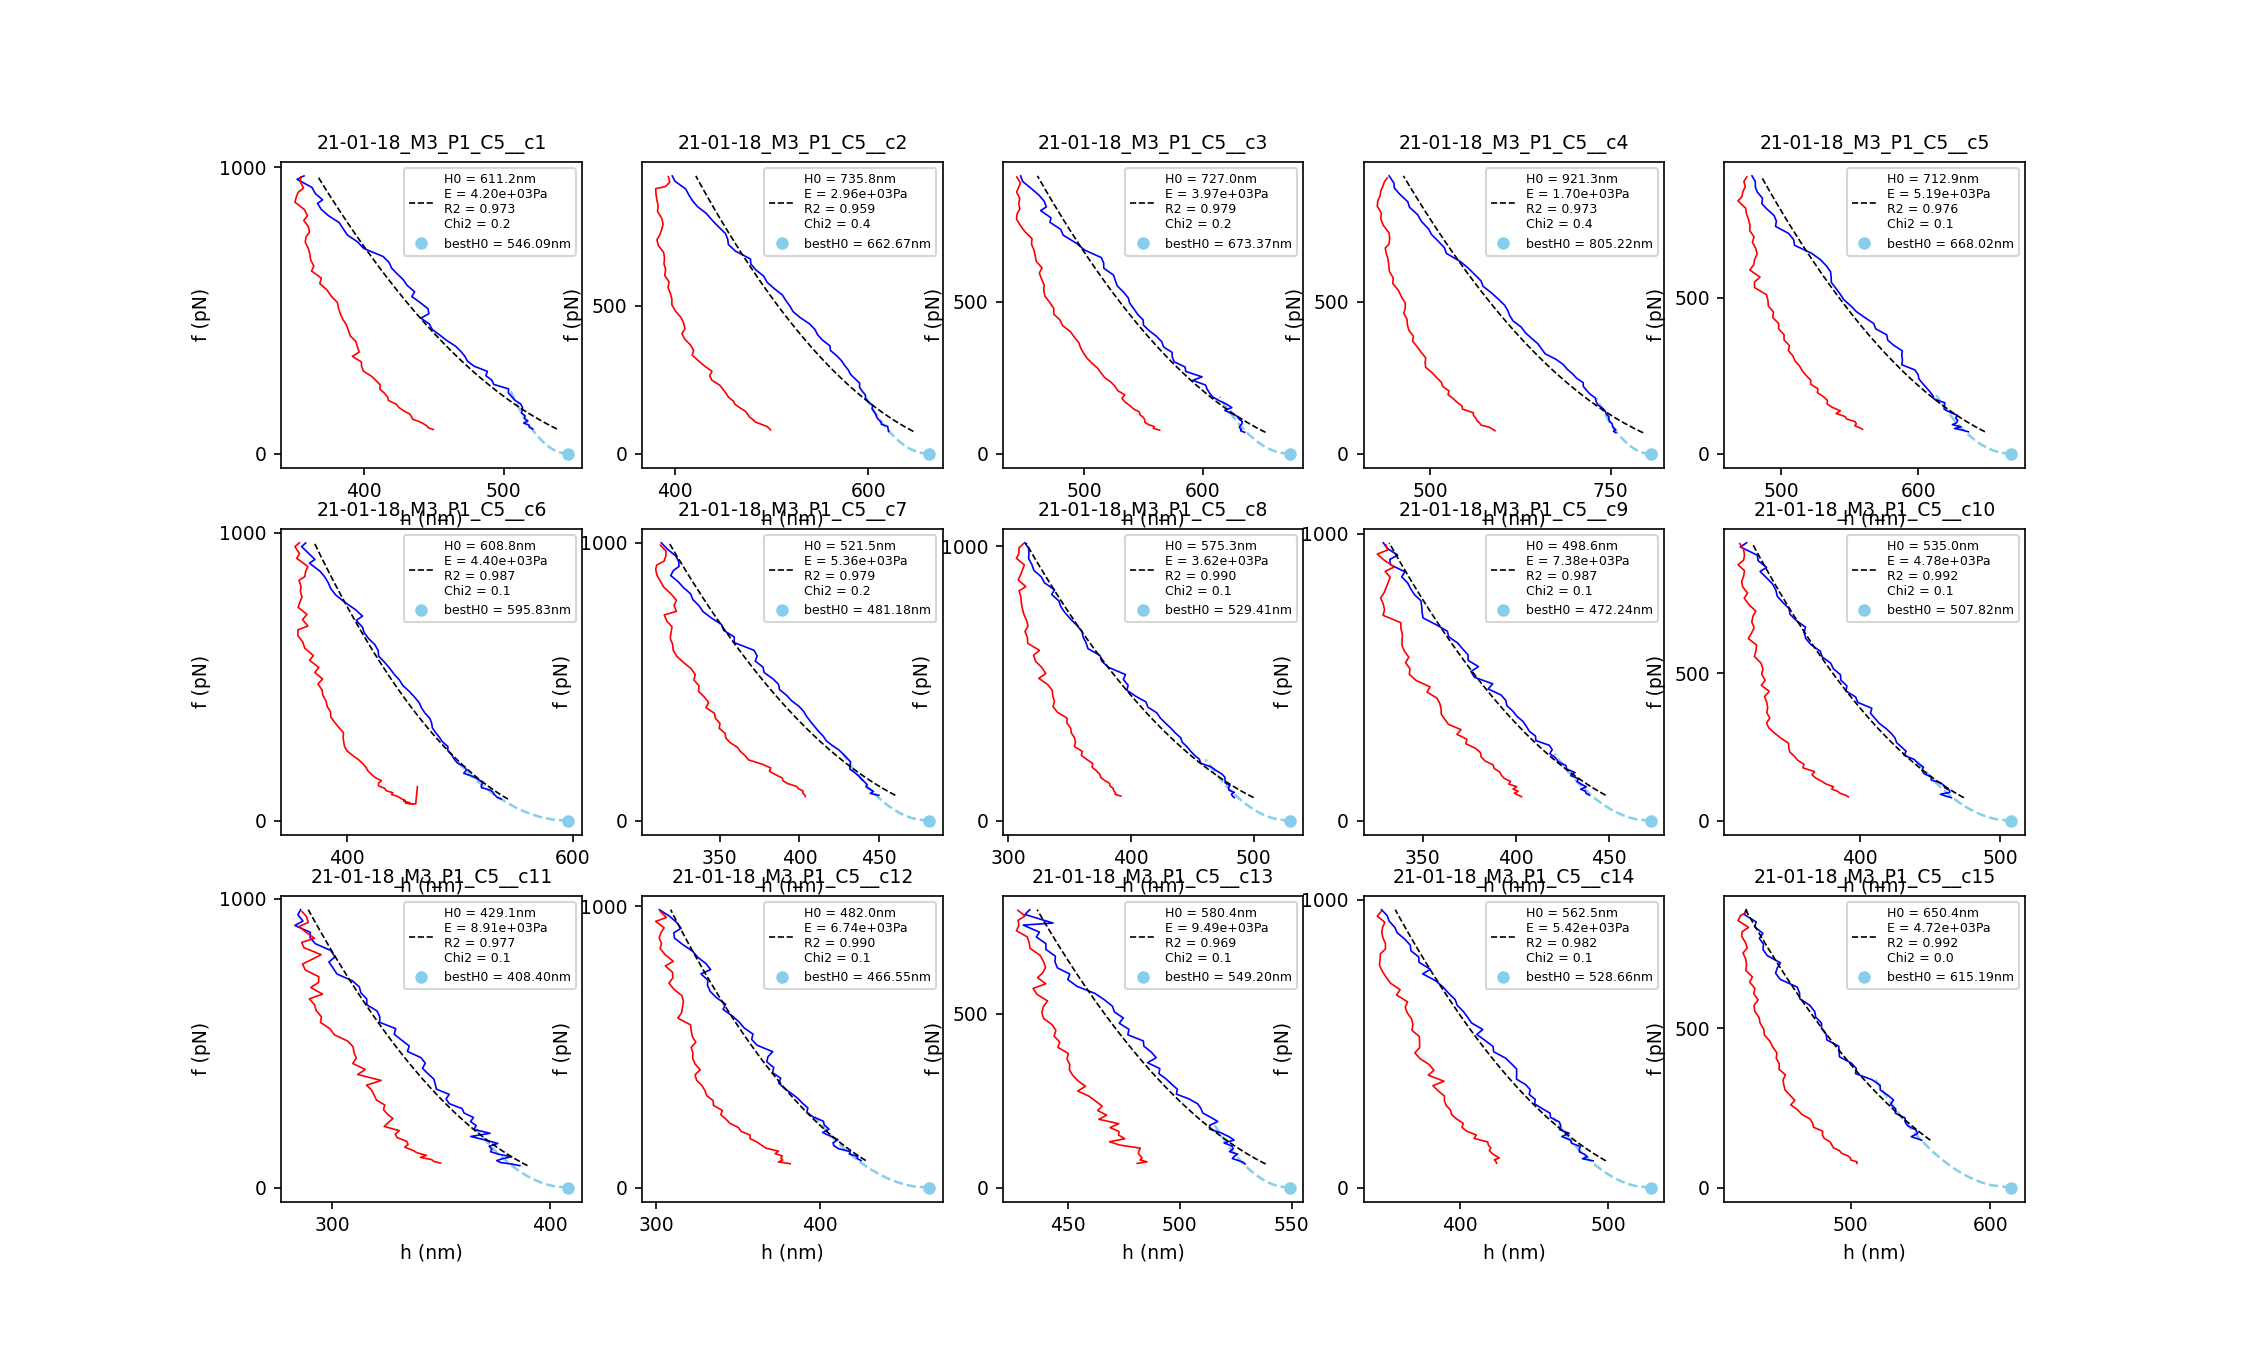 21-01-18_M3_P1_C5__c1
H0 = 611.2nm
E = 4.20e+03Pa
R2 = 0.973
Chi2 = 0.2
bestH0 = 546.09nm
1000
0
f (pN)
400
500
h (nm)
21-01-18_M3_P1_C5__c2
H0 = 735.8nm
E = 2.96e+03Pa
R2 = 0.959
Chi2 = 0.4
bestH0 = 662.67nm
500
0
f (pN)
400
600
h (nm)
21-01-18_M3_P1_C5__c3
H0 = 727.0nm
E = 3.97e+03Pa
R2 = 0.979
Chi2 = 0.2
bestH0 = 673.37nm
500
0
f (pN)
500
600
h (nm)
21-01-18_M3_P1_C5__c4
H0 = 921.3nm
E = 1.70e+03Pa
R2 = 0.973
Chi2 = 0.4
bestH0 = 805.22nm
500
0
f (pN)
500
750
h (nm)
21-01-18_M3_P1_C5__c5
H0 = 712.9nm
E = 5.19e+03Pa
R2 = 0.976
Chi2 = 0.1
bestH0 = 668.02nm
500
0
f (pN)
500
600
h (nm)
21-01-18_M3_P1_C5__c6
H0 = 608.8nm
E = 4.40e+03Pa
R2 = 0.987
Chi2 = 0.1
bestH0 = 595.83nm
1000
0
f (pN)
400
600
h (nm)
21-01-18_M3_P1_C5__c7
H0 = 521.5nm
E = 5.36e+03Pa
R2 = 0.979
Chi2 = 0.2
bestH0 = 481.18nm
1000
0
f (pN)
350
400
450
h (nm)
21-01-18_M3_P1_C5__c8
H0 = 575.3nm
E = 3.62e+03Pa
R2 = 0.990
Chi2 = 0.1
bestH0 = 529.41nm
1000
0
f (pN)
300
400
500
h (nm)
21-01-18_M3_P1_C5__c9
H0 = 498.6nm
E = 7.38e+03Pa
R2 = 0.987
Chi2 = 0.1
bestH0 = 472.24nm
1000
0
f (pN)
350
400
450
h (nm)
21-01-18_M3_P1_C5__c10
H0 = 535.0nm
E = 4.78e+03Pa
R2 = 0.992
Chi2 = 0.1
bestH0 = 507.82nm
500
0
f (pN)
400
500
h (nm)
21-01-18_M3_P1_C5__c11
H0 = 429.1nm
E = 8.91e+03Pa
R2 = 0.977
Chi2 = 0.1
bestH0 = 408.40nm
1000
0
f (pN)
300
400
h (nm)
21-01-18_M3_P1_C5__c12
H0 = 482.0nm
E = 6.74e+03Pa
R2 = 0.990
Chi2 = 0.1
bestH0 = 466.55nm
1000
0
f (pN)
300
400
h (nm)
21-01-18_M3_P1_C5__c13
H0 = 580.4nm
E = 9.49e+03Pa
R2 = 0.969
Chi2 = 0.1
bestH0 = 549.20nm
500
0
f (pN)
450
500
550
h (nm)
21-01-18_M3_P1_C5__c14
H0 = 562.5nm
E = 5.42e+03Pa
R2 = 0.982
Chi2 = 0.1
bestH0 = 528.66nm
1000
0
f (pN)
400
500
h (nm)
21-01-18_M3_P1_C5__c15
H0 = 650.4nm
E = 4.72e+03Pa
R2 = 0.992
Chi2 = 0.0
bestH0 = 615.19nm
500
0
f (pN)
500
600
h (nm)